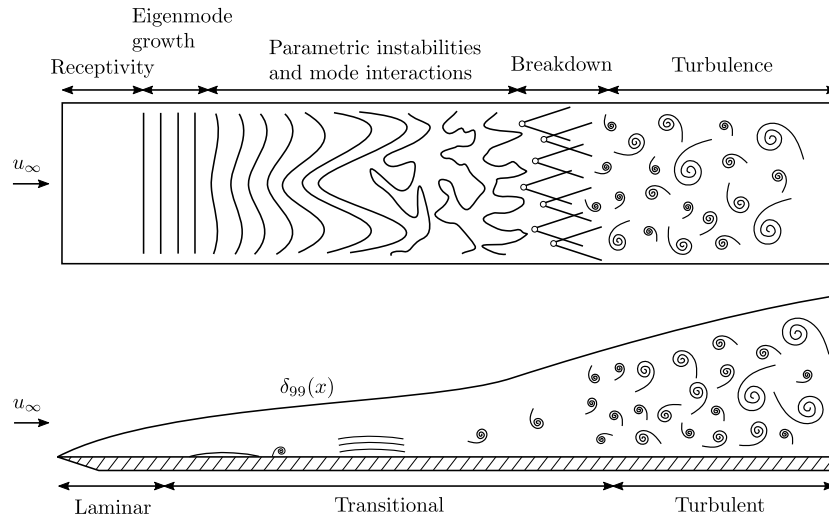 Eigenmode
growth
Receptivity
Parametric instabilities
and mode interactions
Breakdown
Turbulence
u∞
δ99(x)
u∞
Laminar
Transitional
Turbulent